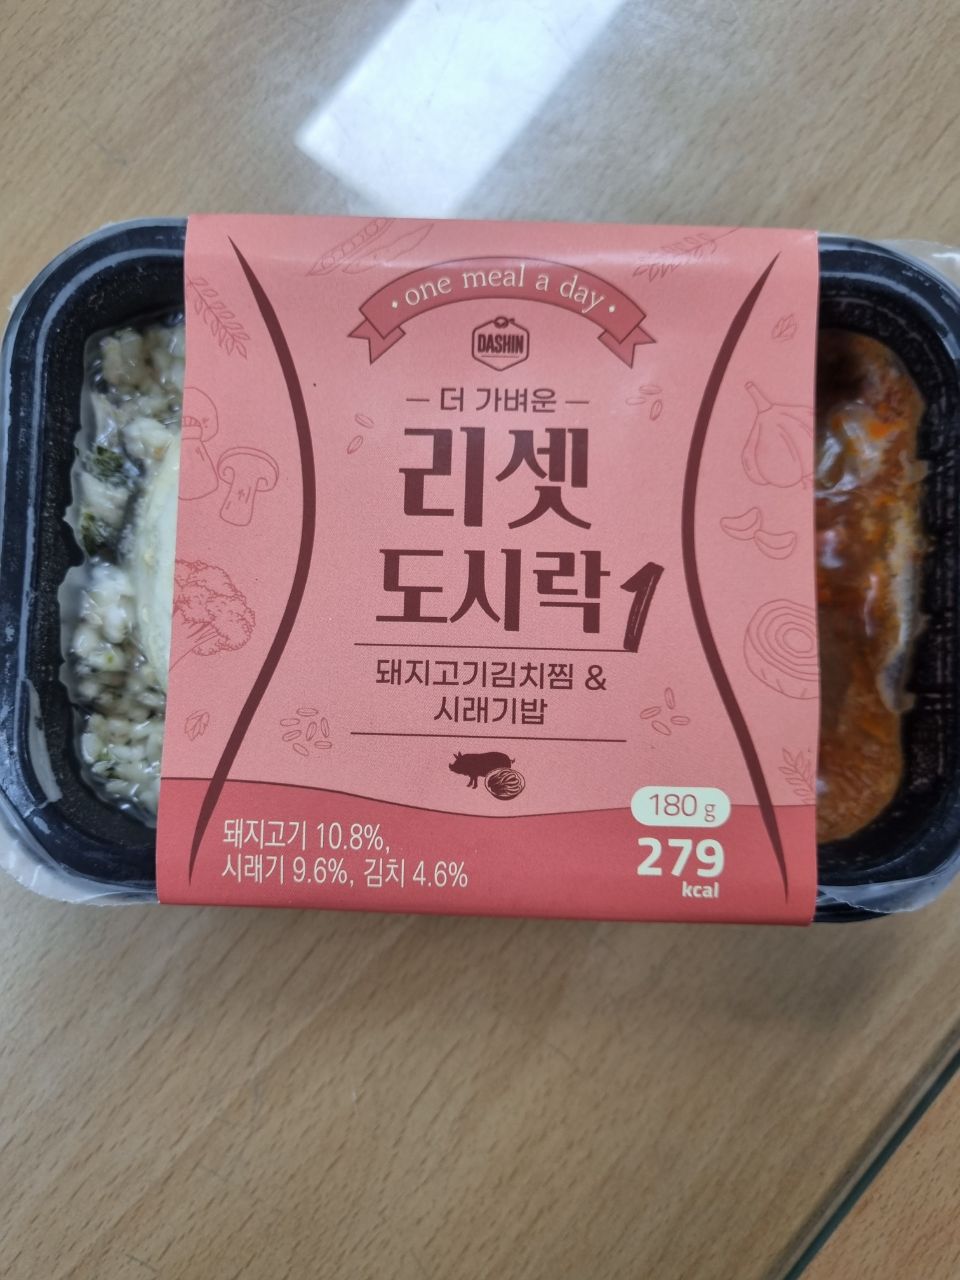 · one meal a day ·
DASHIN
– 더 가벼운 –
리셋
도시락 1
돼지고기김치찜 &
시래기밥
180 g
279
kcal
돼지고기 10.8%,
시래기 9.6%, 김치 4.6%